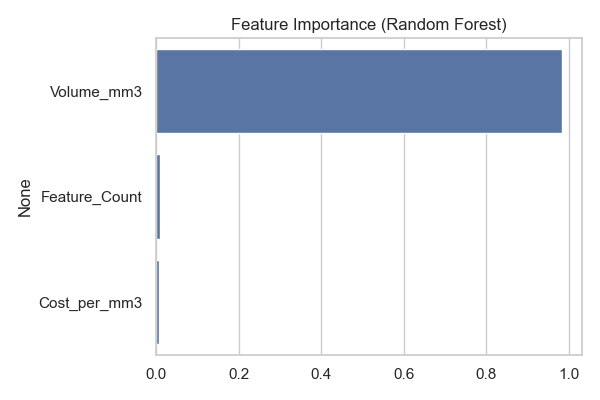 Feature Importance (Random Forest)
Volume_mm3
Feature_Count
Cost_per_mm3
None
0.0 0.2 0.4 0.6 0.8 1.0